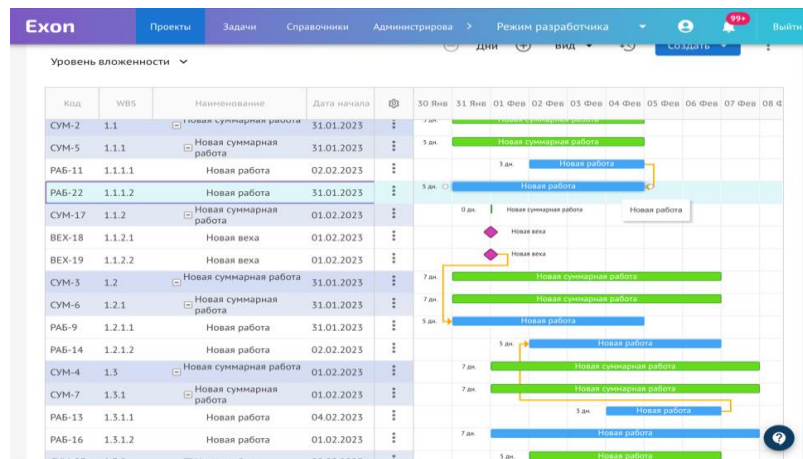 Exon Проекты Задачи Справочники Администрирова > Режим разработчика 99+ Выйти
Дни Вид Создать
Уровень вложенности
Код WBS Наименование Дата начала 30 Янв 31 Янв 01 Фев 02 Фев 03 Фев 04 Фев 05 Фев 06 Фев 07 Фев 08 Ф
СУМ-2 1.1 Новая суммарная работа 31.01.2023 5 дн. Новая суммарная работа
СУМ-5 1.1.1 Новая суммарная работа 31.01.2023 5 дн. Новая суммарная работа
РАБ-11 1.1.1.1 Новая работа 02.02.2023 3 дн. Новая работа
РАБ-22 1.1.1.2 Новая работа 31.01.2023 5 дн. Новая работа
СУМ-17 1.1.2 Новая суммарная работа 01.02.2023 0 дн. Новая суммарная работа Новая работа
ВЕХ-18 1.1.2.1 Новая веха 01.02.2023 Новая веха
ВЕХ-19 1.1.2.2 Новая веха 01.02.2023 Новая веха
СУМ-3 1.2 Новая суммарная работа 31.01.2023 7 дн. Новая суммарная работа
СУМ-6 1.2.1 Новая суммарная работа 31.01.2023 7 дн. Новая суммарная работа
РАБ-9 1.2.1.1 Новая работа 31.01.2023 5 дн. Новая работа
РАБ-14 1.2.1.2 Новая работа 02.02.2023 5 дн. Новая работа
СУМ-4 1.3 Новая суммарная работа 01.02.2023 7 дн. Новая суммарная работа
СУМ-7 1.3.1 Новая суммарная работа 01.02.2023 7 дн. Новая суммарная работа
РАБ-13 1.3.1.1 Новая работа 04.02.2023 3 дн. Новая работа
РАБ-16 1.3.1.2 Новая работа 01.02.2023 7 дн. Новая работа
5 дн. Новая суммарная работа